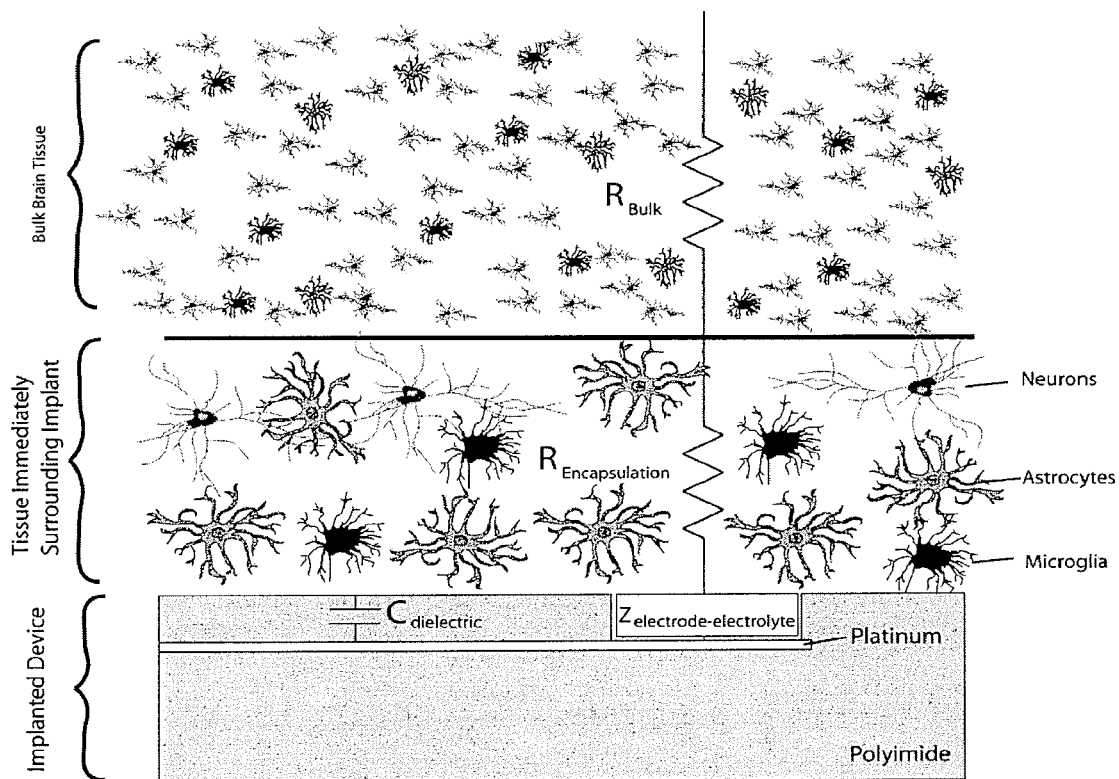 Bulk Brain Tissue
R Bulk
Tissue Immediately
Surrounding Implant
Neurons
R Encapsulation
Astrocytes
Microglia
Implanted Device
C dielectric
Z electrode-electrolyte
Platinum
Polyimide